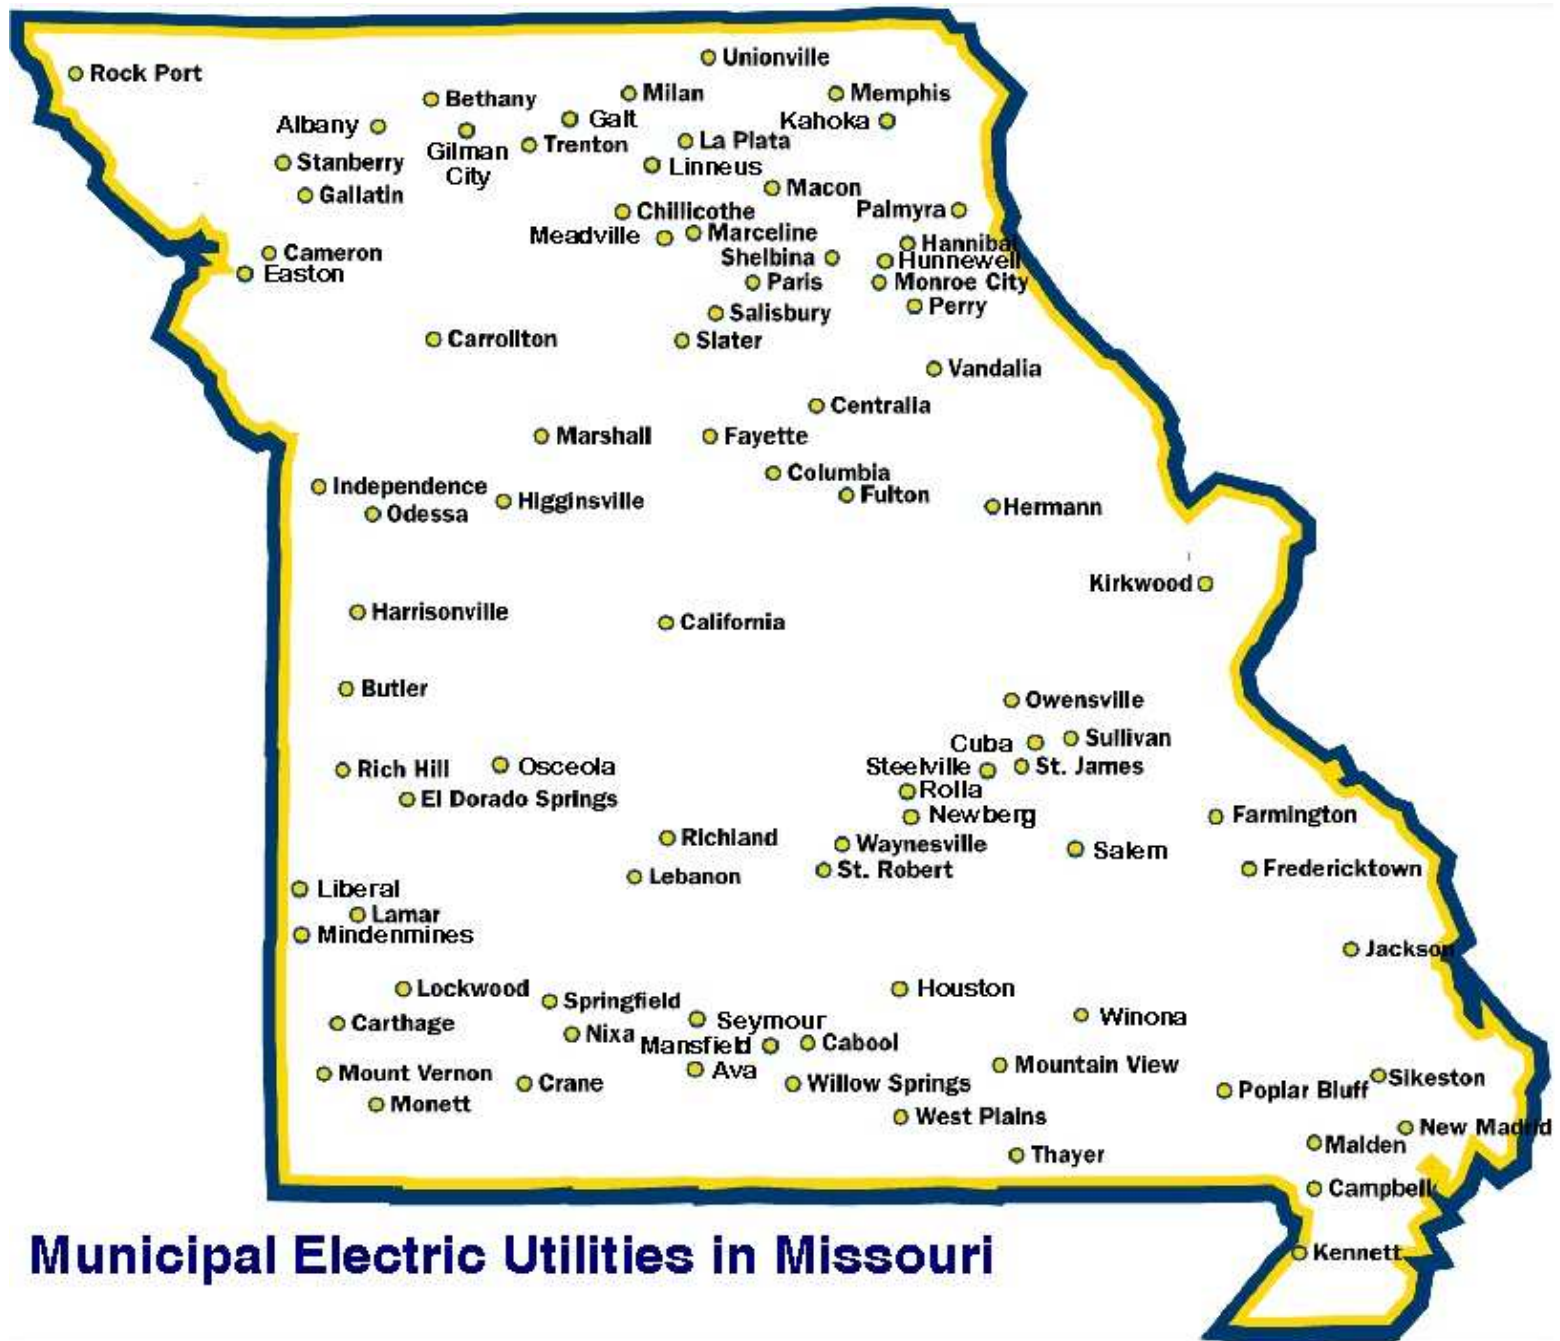 Unionville
Rock Port
Milan
Memphis
Bethany
Galt
Kahoka
Albany
La Plata
Trenton
Gilman
City
Stanberry
Linneus
Macon
Gallatin
Chillicothe
Palmyra
Marceline
Meadville
Hannibal
Cameron
Shelbina
Hunnewell
Easton
Paris
Monroe City
Perry
Salisbury
Carrollton
Slater
Vandalia
Centralia
Marshall
Fayette
Columbia
Independence
Fulton
Higginsville
Hermann
Odessa
Kirkwood
Harrisonville
California
Butler
Owensville
Sullivan
Cuba
Osceola
Steelville
St. James
Rich Hill
Rolla
El Dorado Springs
Newberg
Farmington
Richland
Waynesville
Salem
St. Robert
Fredericktown
Lebanon
Liberal
Lamar
Mindenmines
Jackson
Lockwood
Houston
Springfield
Winona
Seymour
Carthage
Nixa
Mansfield
Cabool
Mountain View
Ava
Mount Vernon
Sikeston
Crane
Willow Springs
Poplar Bluff
Monett
West Plains
New Madrid
Malden
Thayer
Campbell
Kennett
Municipal Electric Utilities in Missouri